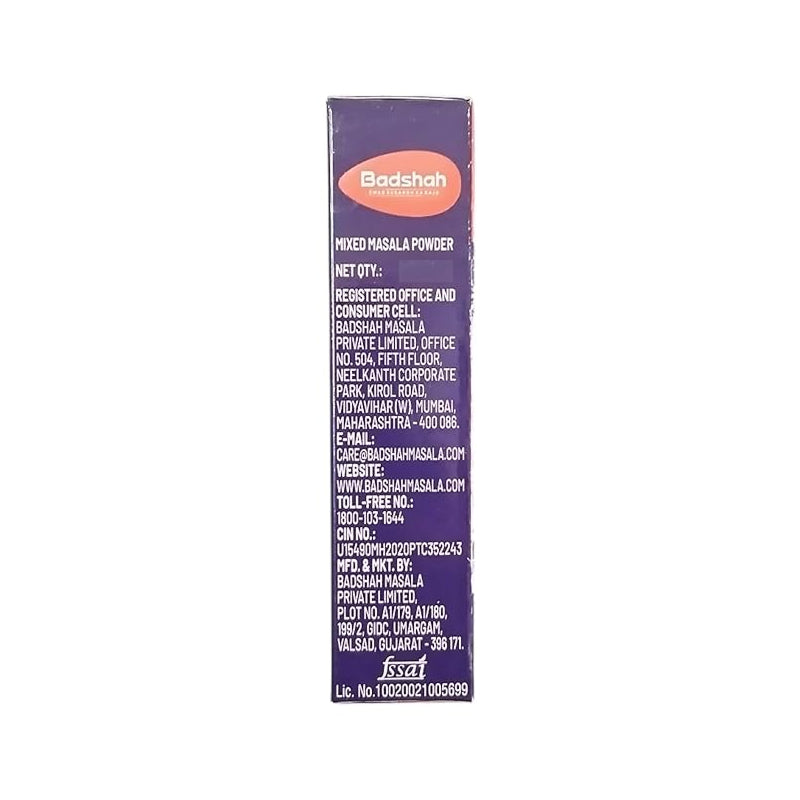 Badshah
MIXED MASALA POWDER
NET QTY.:
REGISTERED OFFICE AND
CONSUMER CELL:
BADSHAH MASALA
PRIVATE LIMITED, OFFICE
NO. 504, FIFTH FLOOR,
NEELKANTH CORPORATE
PARK, KIROL ROAD,
VIDYAVIHAR (W), MUMBAI,
MAHARASHTRA - 400 086.
E-MAIL:
CARE@BADSHAHMASALA.COM
WEBSITE:
WWW.BADSHAHMASALA.COM
TOLL-FREE NO.:
1800-103-1644
CIN NO.:
U15490MH2020PTC352243
MFD. & MKT. BY:
BADSHAH MASALA
PRIVATE LIMITED,
PLOT NO. A1/179, A1/180,
199/2, GIDC, UMARGAM,
VALSAD, GUJARAT - 396 171.
fssai
Lic. No.10020021005699